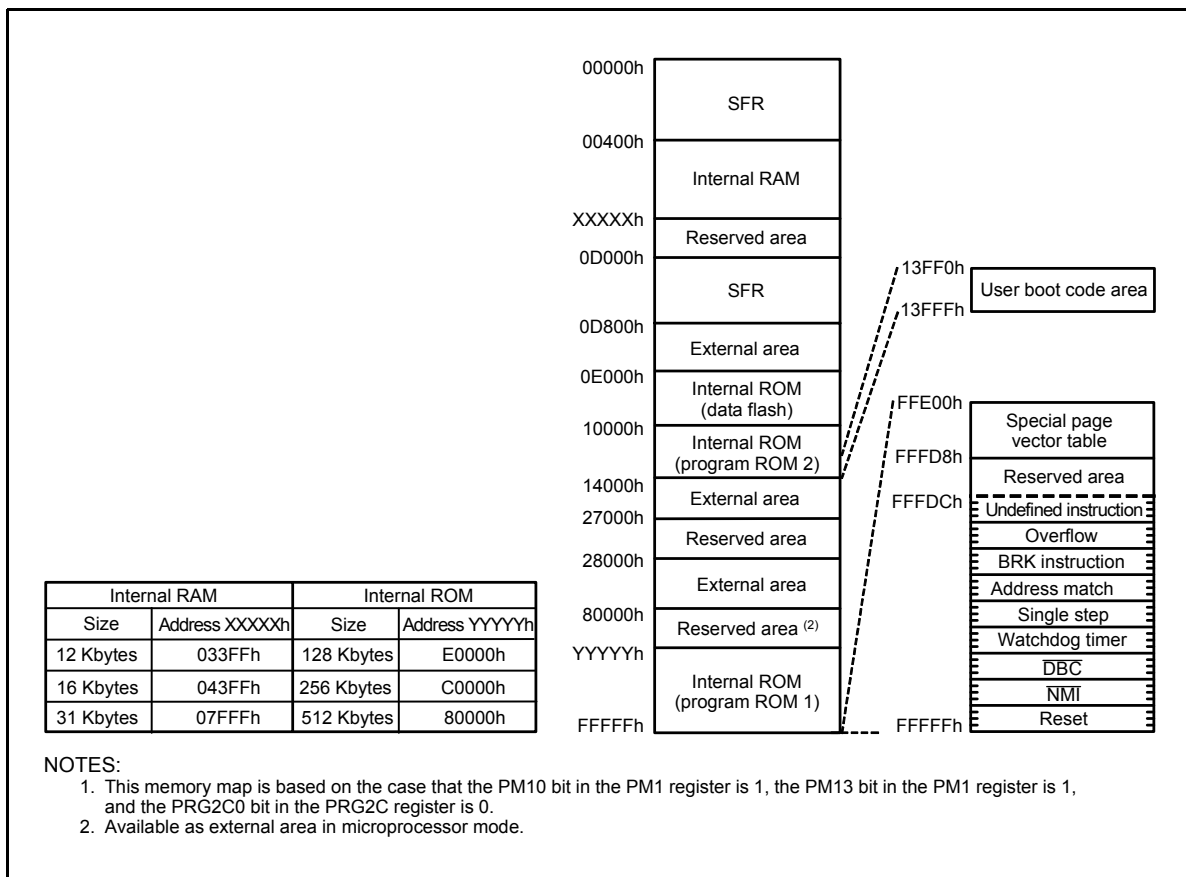 00000h
SFR
00400h
Internal RAM
XXXXXh
Reserved area
0D000h
SFR
0D800h
External area
0E000h
Internal ROM
(data flash)
10000h
Internal ROM
(program ROM 2)
14000h
External area
27000h
Reserved area
28000h
External area
80000h
Reserved area (2)
YYYYYh
Internal ROM
(program ROM 1)
FFFFFh
13FF0h
User boot code area
13FFFh
FFE00h
Special page
vector table
FFFD8h
Reserved area
FFFDCh
Undefined instruction
Overflow
BRK instruction
Address match
Single step
Watchdog timer
DBC
NMI
Reset
FFFFFh
Internal RAM Internal ROM
Size Address XXXXXh Size Address YYYYYh
12 Kbytes 033FFh 128 Kbytes E0000h
16 Kbytes 043FFh 256 Kbytes C0000h
31 Kbytes 07FFFh 512 Kbytes 80000h
NOTES:
1. This memory map is based on the case that the PM10 bit in the PM1 register is 1, the PM13 bit in the PM1 register is 1,
and the PRG2C0 bit in the PRG2C register is 0.
2. Available as external area in microprocessor mode.